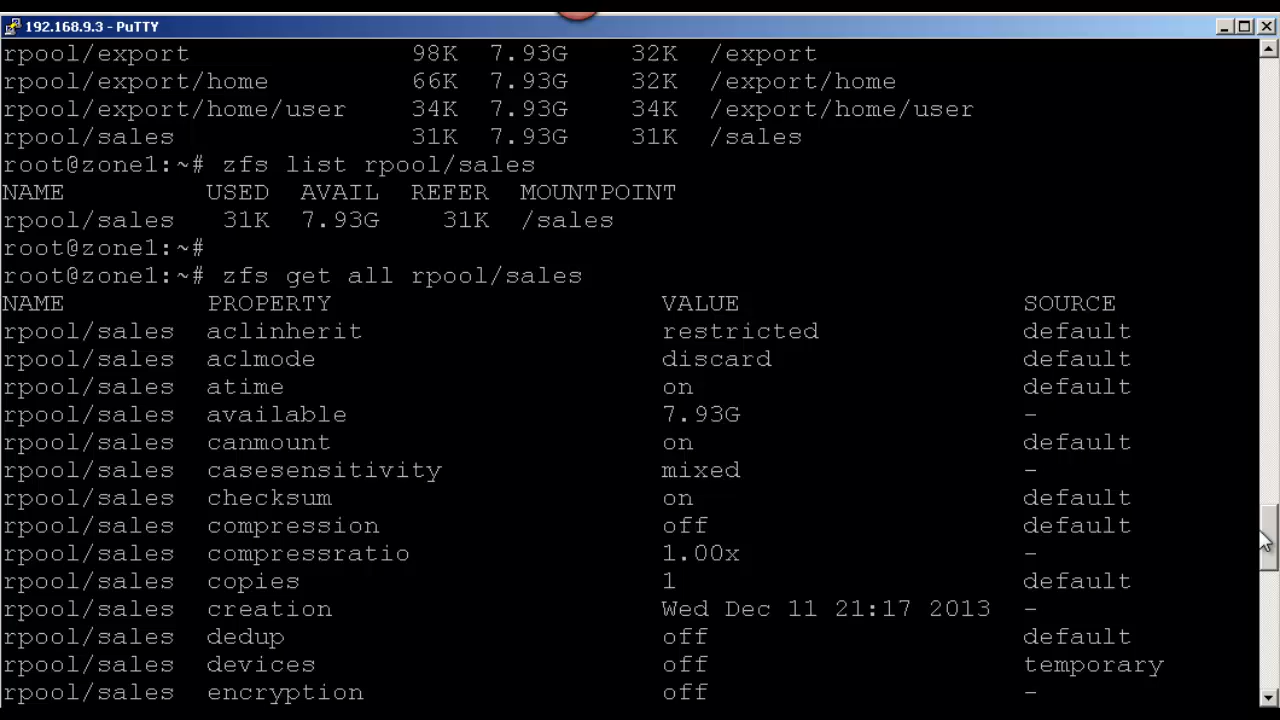 192.168.9.3 - PuTTY
rpool/export 98K 7.93G 32K /export
rpool/export/home 66K 7.93G 32K /export/home
rpool/export/home/user 34K 7.93G 34K /export/home/user
rpool/sales 31K 7.93G 31K /sales
root@zone1:~# zfs list rpool/sales
NAME USED AVAIL REFER MOUNTPOINT
rpool/sales 31K 7.93G 31K /sales
root@zone1:~#
root@zone1:~# zfs get all rpool/sales
NAME PROPERTY VALUE SOURCE
rpool/sales aclinherit restricted default
rpool/sales aclmode discard default
rpool/sales atime on default
rpool/sales available 7.93G -
rpool/sales canmount on default
rpool/sales casesensitivity mixed -
rpool/sales checksum on default
rpool/sales compression off default
rpool/sales compressratio 1.00x -
rpool/sales copies 1 default
rpool/sales creation Wed Dec 11 21:17 2013 -
rpool/sales dedup off default
rpool/sales devices off temporary
rpool/sales encryption off -